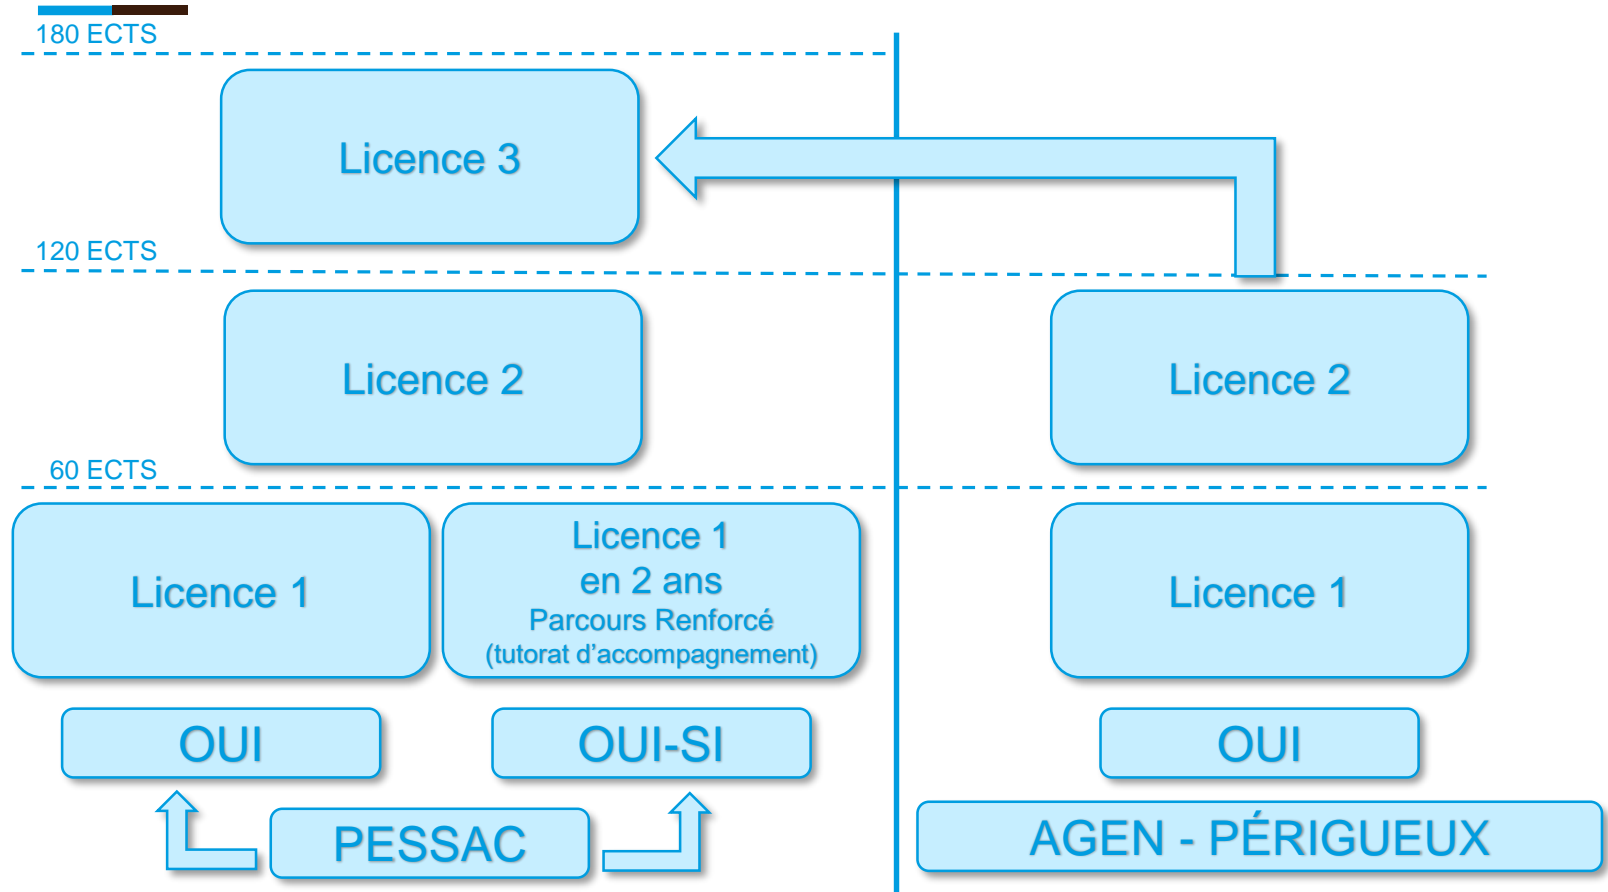 180 ECTS
Licence 3
120 ECTS
Licence 2
Licence 2
60 ECTS
Licence 1
Licence 1
en 2 ans
Parcours Renforcé
(tutorat d'accompagnement)
Licence 1
OUI
OUI-SI
OUI
PESSAC
AGEN - PÉRIGUEUX